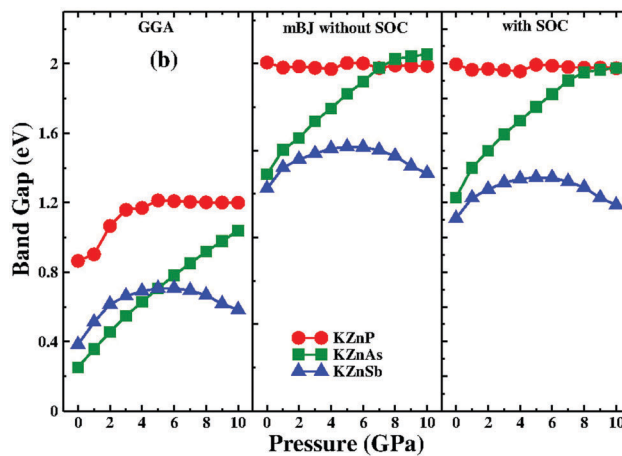 GGA mBJ without SOC with SOC
(b)
2
1.6
1.2
0.8
0.4
0
Band Gap (eV)
KZnP
KZnAs
KZnSb
0 2 4 6 8 10 0 2 4 6 8 10 0 2 4 6 8 10
Pressure (GPa)